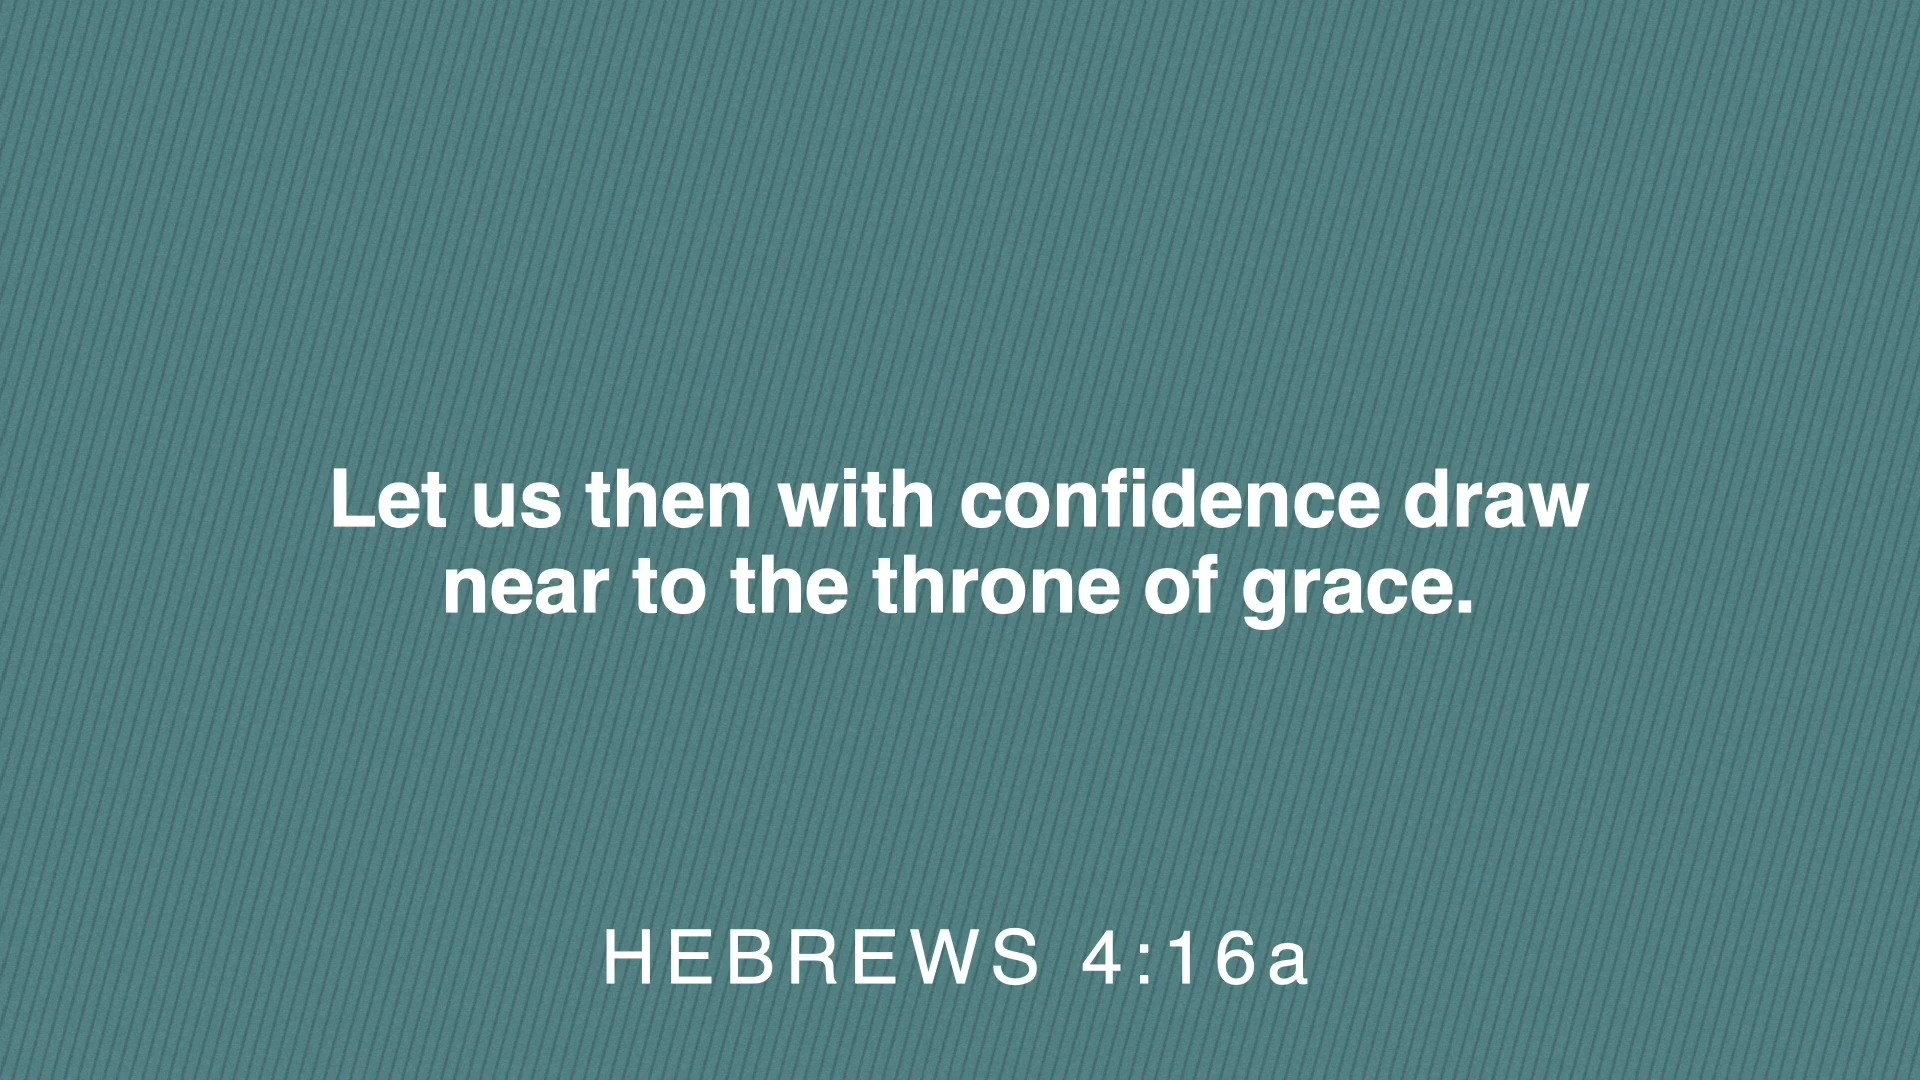 Let us then with confidence draw
near to the throne of grace.
HEBREWS 4:16a